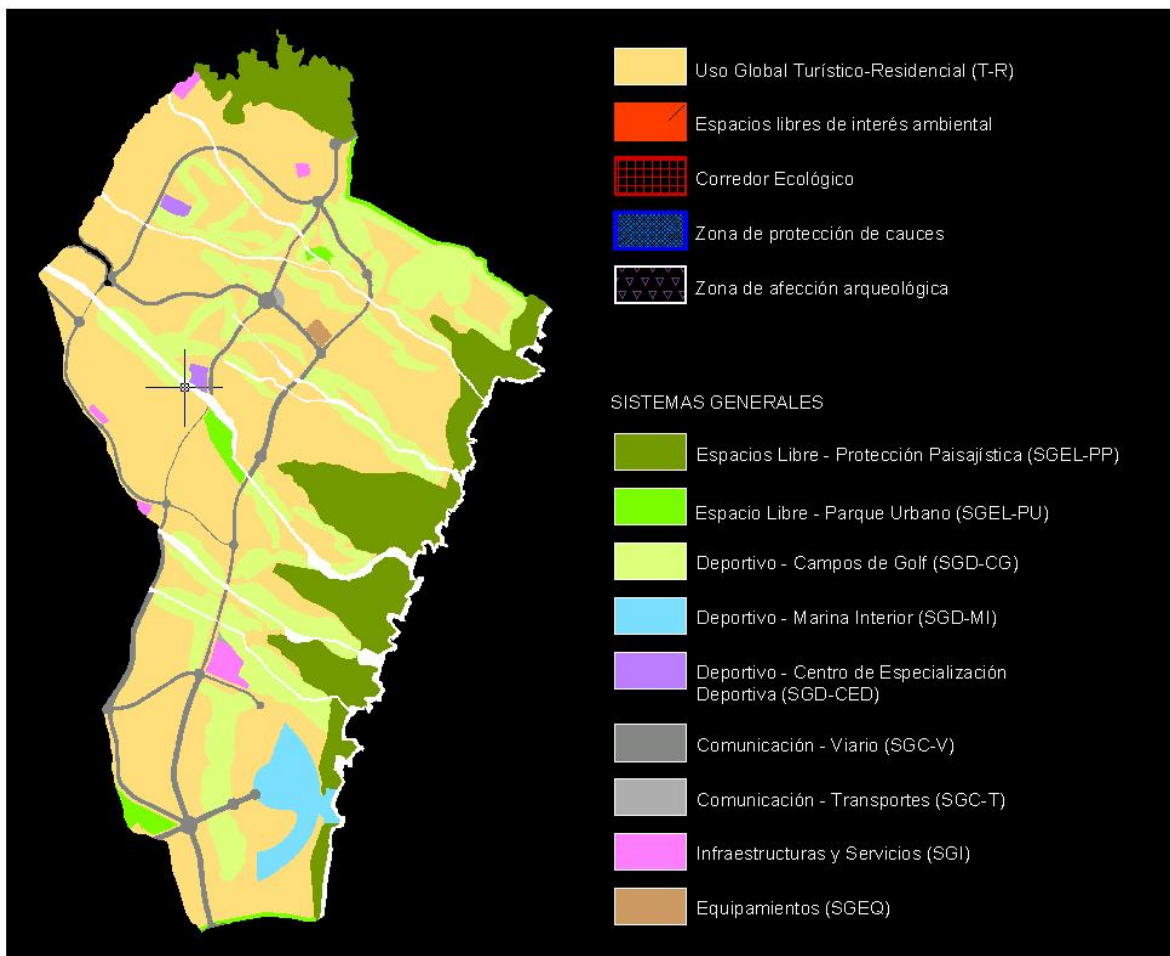 Uso Global Turístico-Residencial (T-R)
Espacios libres de interés ambiental
Corredor Ecológico
Zona de protección de cauces
Zona de afección arqueológica
SISTEMAS GENERALES
Espacios Libre - Protección Paisajística (SGEL-PP)
Espacio Libre - Parque Urbano (SGEL-PU)
Deportivo - Campos de Golf (SGD-CG)
Deportivo - Marina Interior (SGD-MI)
Deportivo - Centro de Especialización
Deportiva (SGD-CED)
Comunicación - Viario (SGC-V)
Comunicación - Transportes (SGC-T)
Infraestructuras y Servicios (SGI)
Equipamientos (SGEQ)